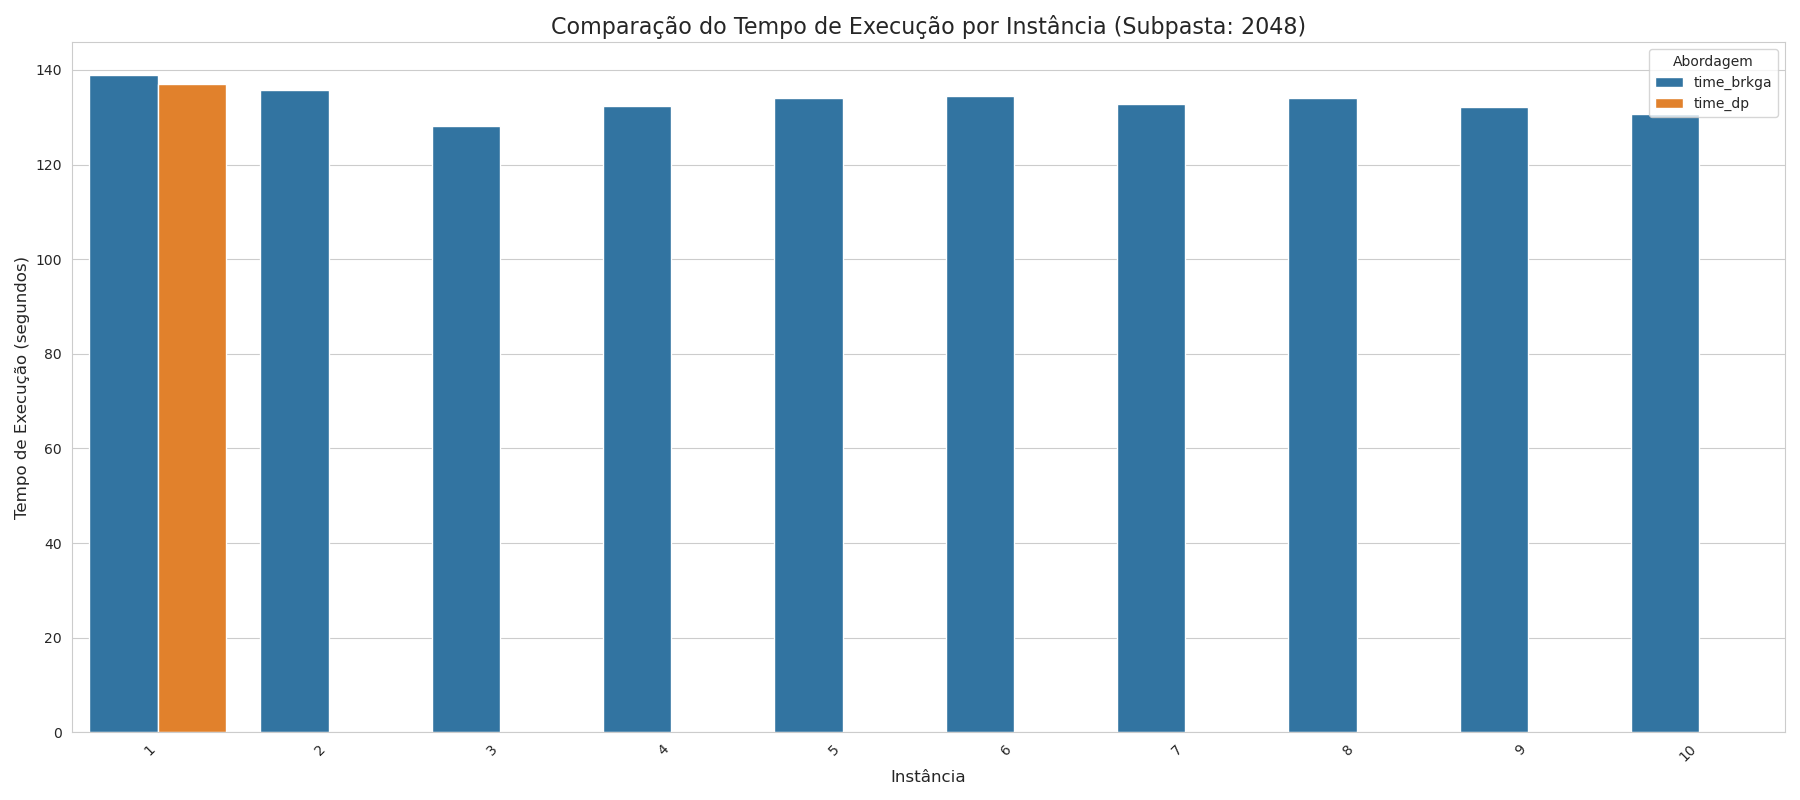 Comparação do Tempo de Execução por Instância (Subpasta: 2048)
Abordagem
time_brkga
time_dp
Tempo de Execução (segundos)
140
120
100
80
60
40
20
0
1 2 3 4 5 6 7 8 9 10
Instância